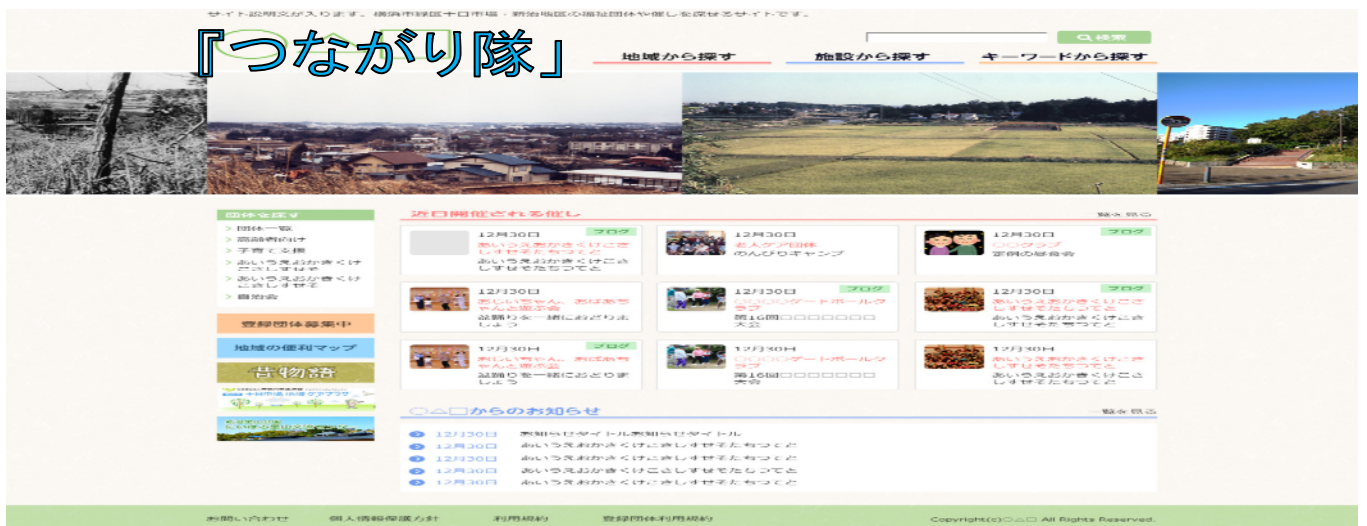 サイト説明文が入ります。横浜市緑区十日市場・新治地区の福祉団体や催しを探せるサイトです。
『つながり隊」
検索
地域から探す
施設から探す
キーワードから探す
団体を探す
> 団体一覧
> 高齢者向け
> 子育て支援
> あいうえおかきくけ
こさしすせそ
> あいうえおかきくけ
こさしすせそ
> 自治会
登録団体募集中
地域の便利マップ
昔物語
近日開催される催し
一覧を見る
12月30日 ブログ
あいうえおかきくけこさ
しすせそたちつてと
あいうえおかきくけこさ
しすせそたちつてと
12月30日
老人ケア団体
のんびりキャンプ
12月30日 ブログ
○○クラブ
定例の昼食会
12月30日
おじいちゃん、おばあち
ゃんと遊ぶ会
盆踊りを一緒におどりま
しょう
12月30日 ブログ
○○○○ゲートボールク
ラブ
第16回□□□□□□□
大会
12月30日 ブログ
あいうえおかきくけこさ
しすせそたちつてと
あいうえおかきくけこさ
しすせそたちつてと
12月30日 ブログ
おじいちゃん、おばあち
ゃんと遊ぶ会
盆踊りを一緒におどりま
しょう
12月30日
○○○○ゲートボールク
ラブ
第16回□□□□□□□
大会
12月30日
あいうえおかきくけこさ
しすせそたちつてと
あいうえおかきくけこさ
しすせそたちつてと
○△□からのお知らせ
一覧を見る
12月30日 お知らせタイトルお知らせタイトル
12月30日 あいうえおかきくけこさしすせそたちつてと
12月30日 あいうえおかきくけこさしすせそたちつてと
12月30日 あいうえおかきくけこさしすせそたちつてと
12月30日 あいうえおかきくけこさしすせそたちつてと
お問い合わせ 個人情報保護方針 利用規約 登録団体利用規約 Copyright(c)○△□ All Rights Reserved.